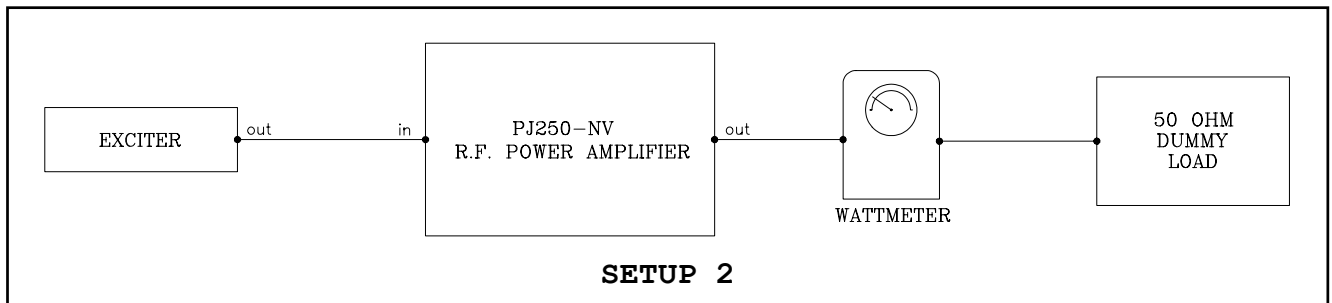 EXCITER
out
in
PJ250-NV
R.F. POWER AMPLIFIER
out
WATTMETER
50 OHM
DUMMY
LOAD
SETUP 2